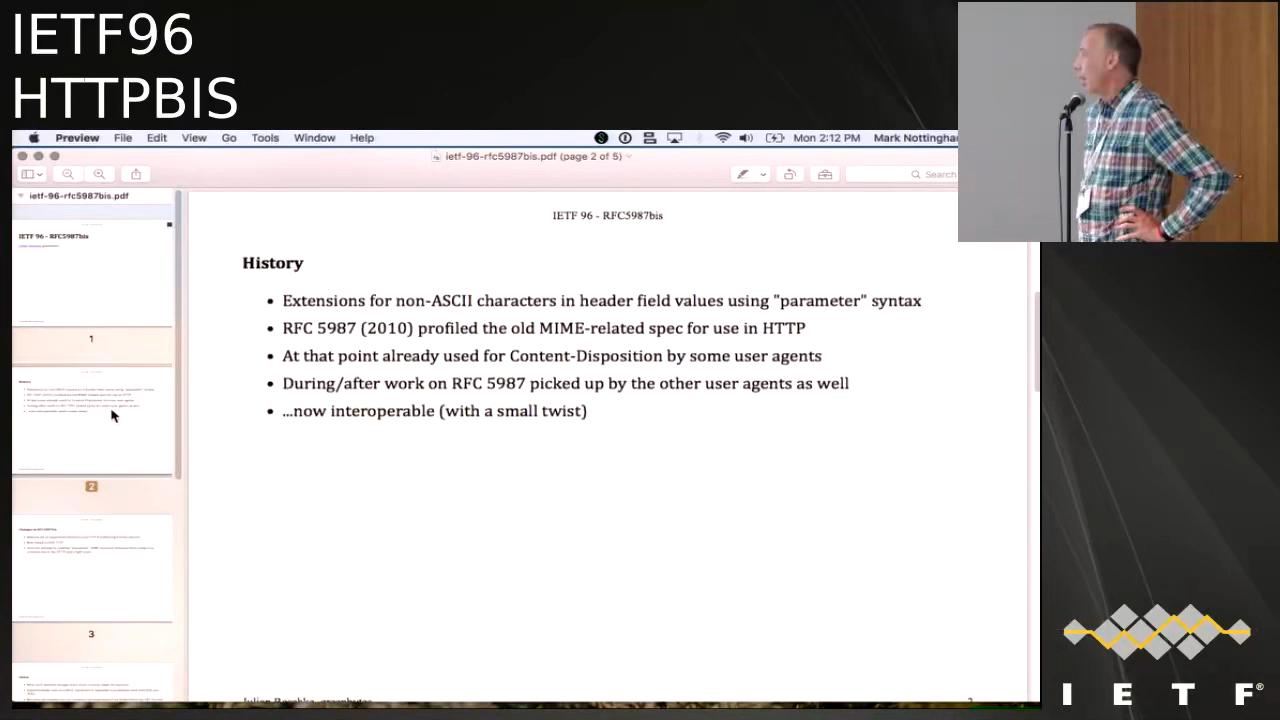 IETF96
HTTPBIS
Preview File Edit View Go Tools Window Help
Mon 2:12 PM Mark Nottingha
ietf-96-rfc5987bis.pdf (page 2 of 5)
Search
ietf-96-rfc5987bis.pdf
IETF 96 - RFC5987bis
1
2
3
IETF 96 - RFC5987bis
History
• Extensions for non-ASCII characters in header field values using "parameter" syntax
• RFC 5987 (2010) profiled the old MIME-related spec for use in HTTP
• At that point already used for Content-Disposition by some user agents
• During/after work on RFC 5987 picked up by the other user agents as well
• ...now interoperable (with a small twist)
I E T F®